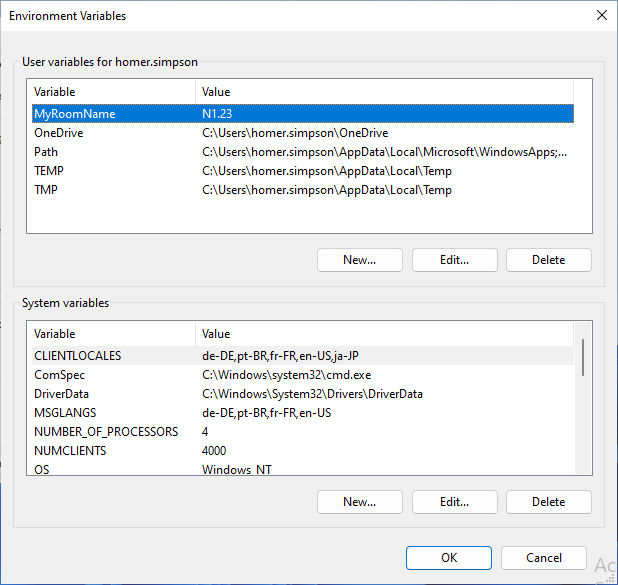 Environment Variables
User variables for homer.simpson
Variable Value
MyRoomName N1.23
OneDrive C:\Users\homer.simpson\OneDrive
Path C:\Users\homer.simpson\AppData\Local\Microsoft\WindowsApps;...
TEMP C:\Users\homer.simpson\AppData\Local\Temp
TMP C:\Users\homer.simpson\AppData\Local\Temp
New... Edit... Delete
System variables
Variable Value
CLIENTLOCALES de-DE,pt-BR,fr-FR,en-US,ja-JP
ComSpec C:\Windows\system32\cmd.exe
DriverData C:\Windows\System32\Drivers\DriverData
MSGLANGS de-DE,pt-BR,fr-FR,en-US
NUMBER_OF_PROCESSORS 4
NUMCLIENTS 4000
OS Windows_NT
New... Edit... Delete
OK Cancel